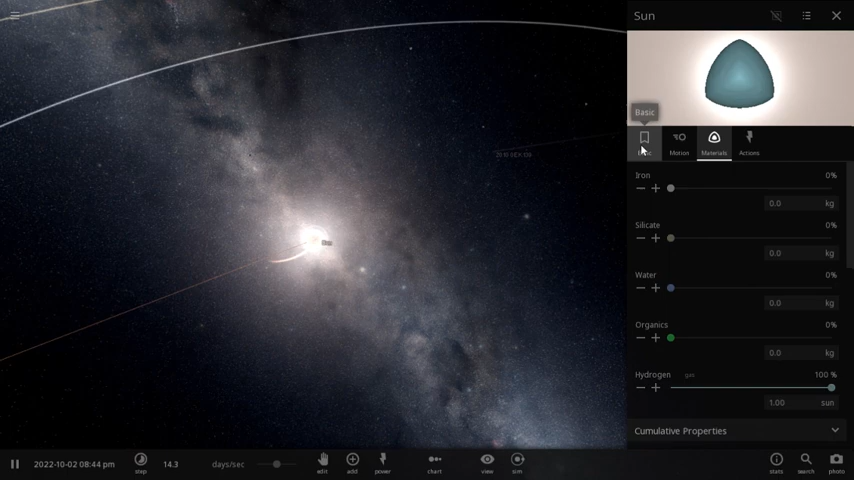 Sun
Basic
Motion
Materials
Actions
Iron 0%
0.0 kg
Silicate 0%
0.0 kg
Water 0%
0.0 kg
Organics 0%
0.0 kg
Hydrogen gas 100 %
1.00 sun
Cumulative Properties
2022-10-02 08:44 pm
step
14.3 days/sec
edit
add
power
chart
view
sim
stats
search
photo